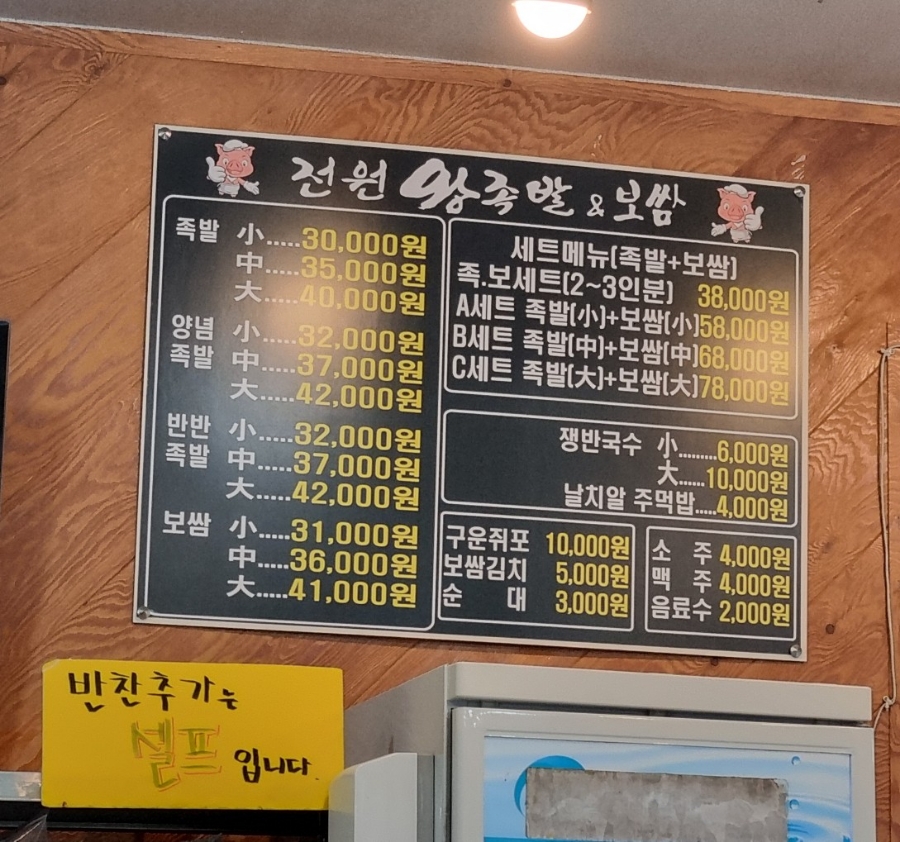 전원 왕족발 & 보쌈
족발 小.....30,000원
中.....35,000원
大.....40,000원
양념 小.....32,000원
족발 中.....37,000원
大.....42,000원
반반 小.....32,000원
족발 中.....37,000원
大.....42,000원
보쌈 小.....31,000원
中.....36,000원
大.....41,000원
세트메뉴(족발+보쌈)
족.보세트(2~3인분) 38,000원
A세트 족발(小)+보쌈(小)58,000원
B세트 족발(中)+보쌈(中)68,000원
C세트 족발(大)+보쌈(大)78,000원
쟁반국수 小.........6,000원
大......10,000원
날치알 주먹밥.....4,000원
구운쥐포 10,000원
보쌈김치 5,000원
순 대 3,000원
소 주 4,000원
맥 주 4,000원
음료수 2,000원
반찬추가는
셀프 입니다.